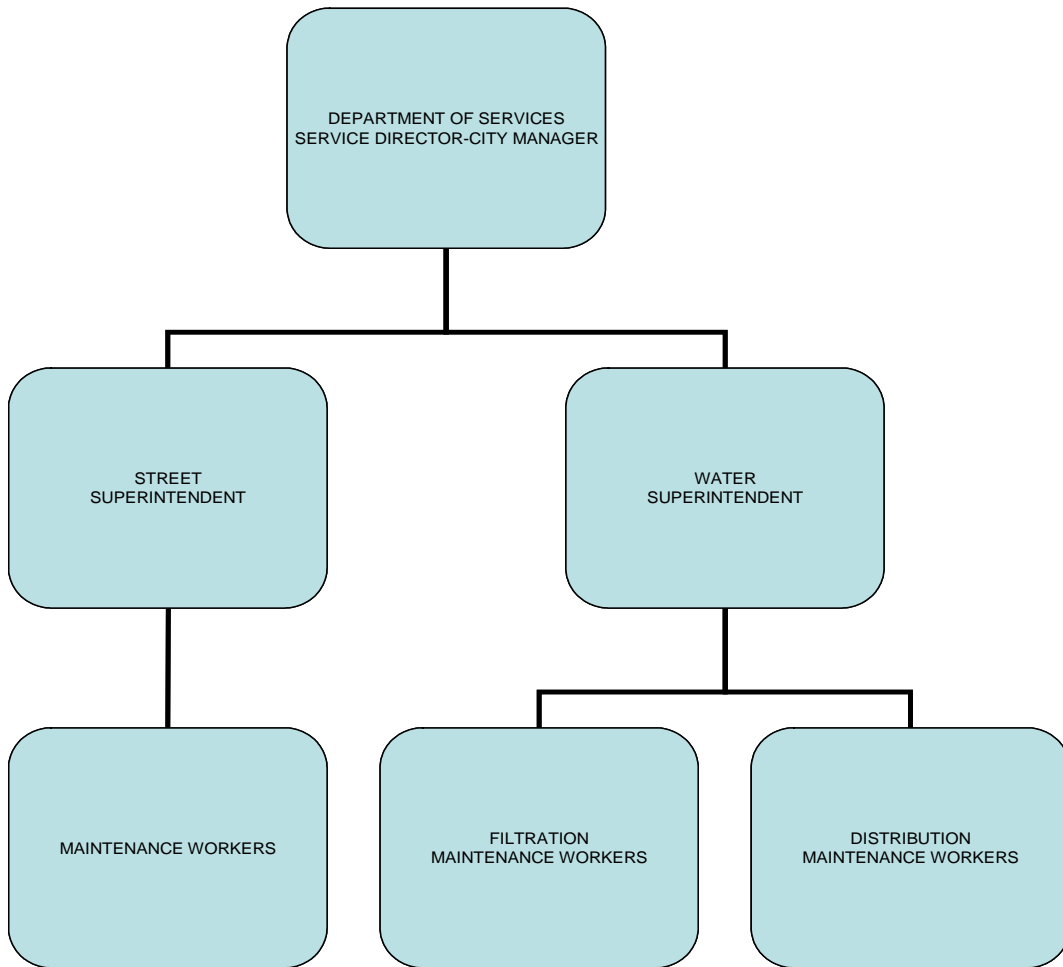 DEPARTMENT OF SERVICES
SERVICE DIRECTOR-CITY MANAGER
STREET
SUPERINTENDENT
WATER
SUPERINTENDENT
MAINTENANCE WORKERS
FILTRATION
MAINTENANCE WORKERS
DISTRIBUTION
MAINTENANCE WORKERS